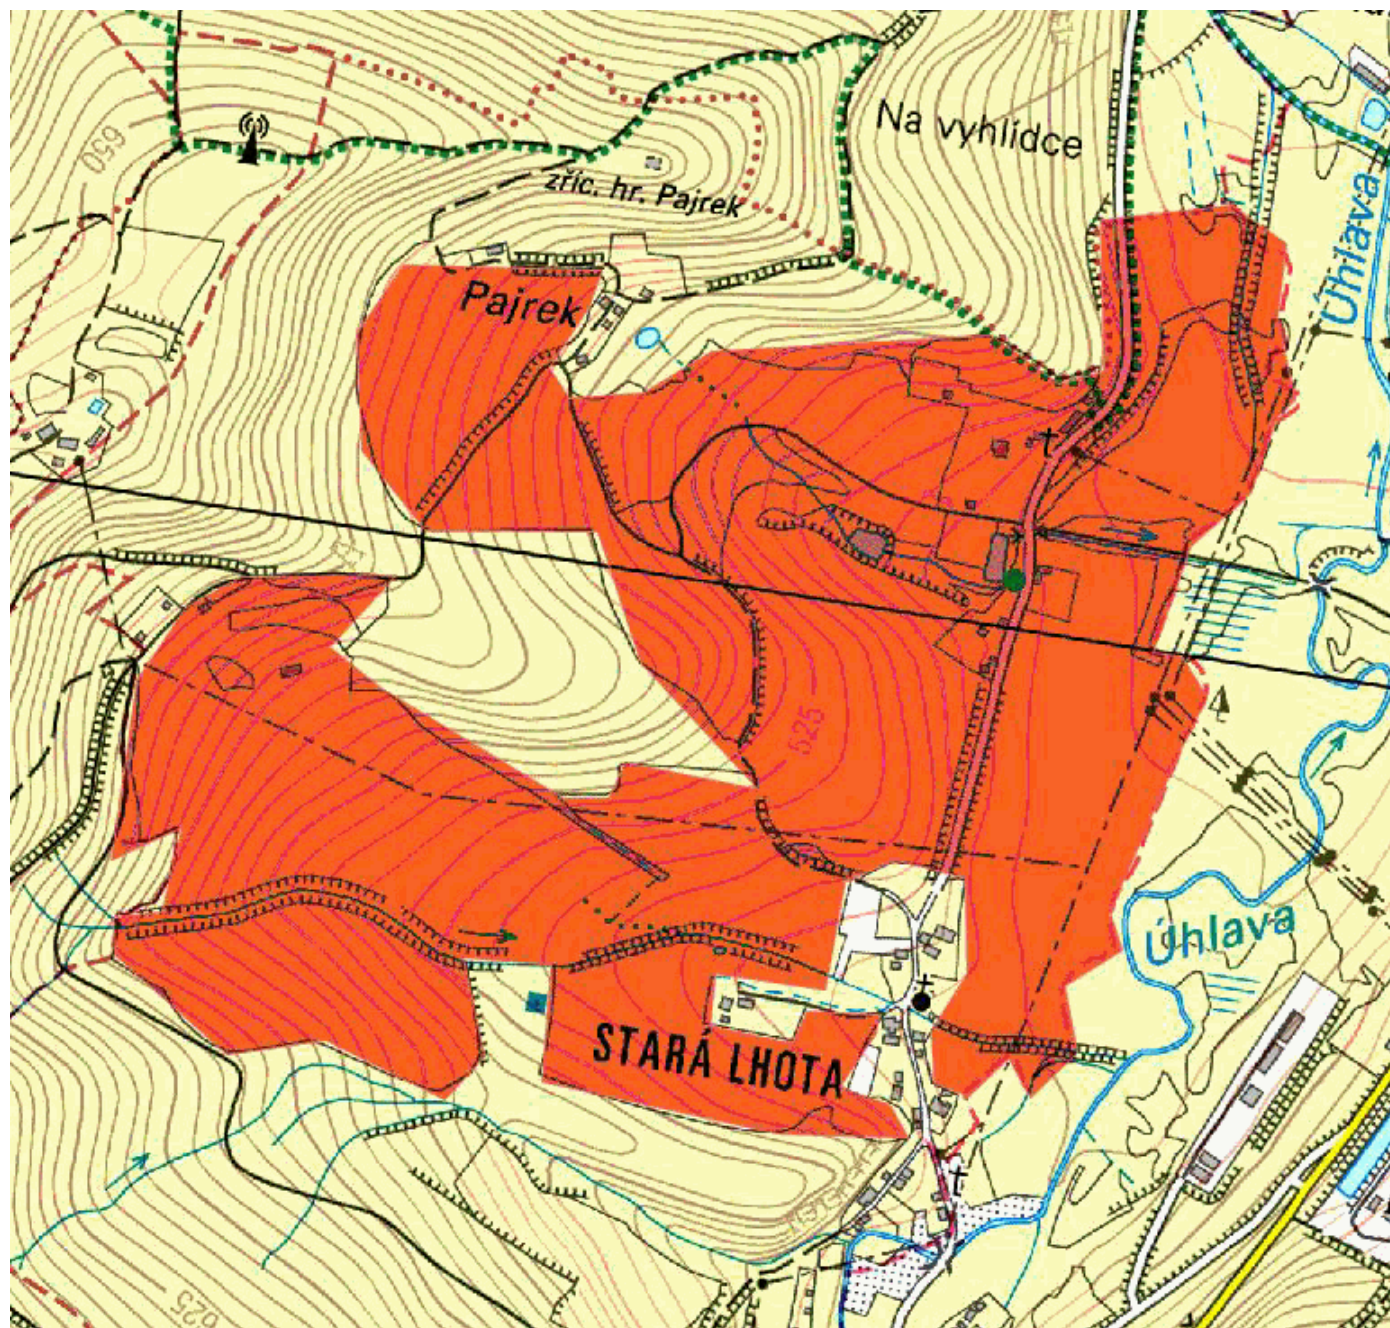 Na vyhlídce
650
zříc. hr. Pajrek
Úhlava
Pajrek
525
Úhlava
STARÁ LHOTA
625